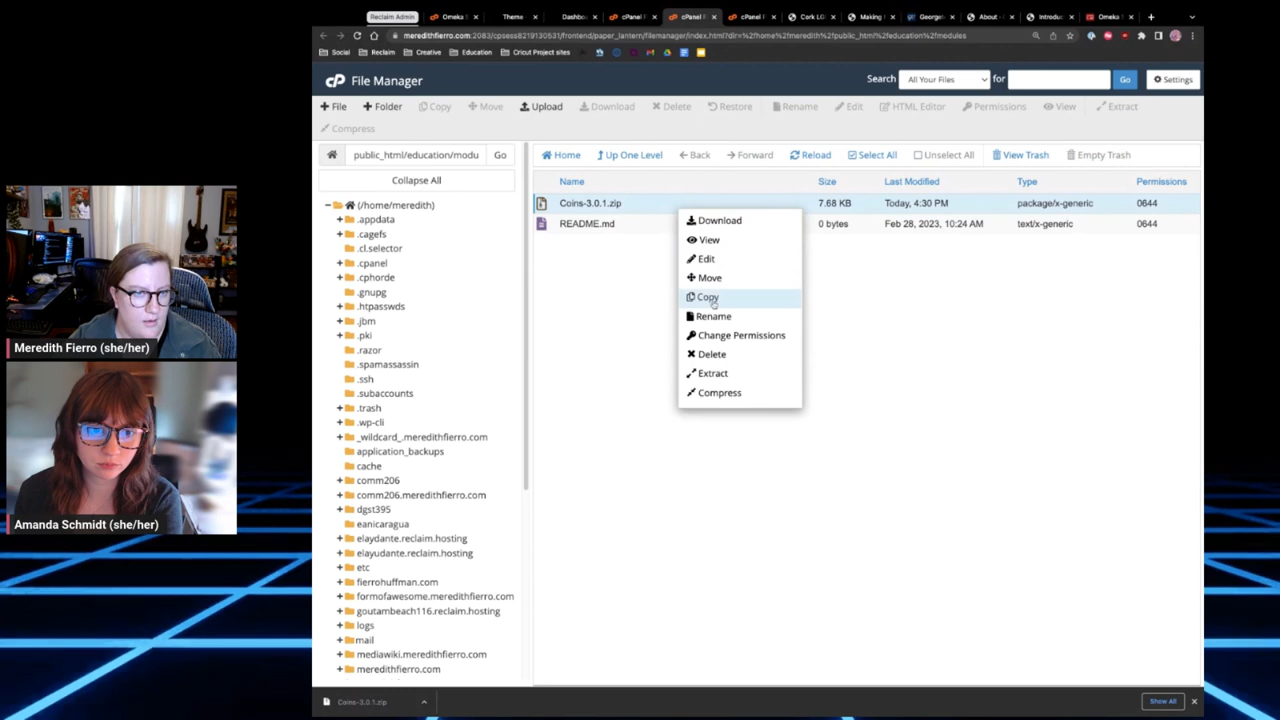 Reclaim Admin
Omeka S
Theme
Dashbo
cPanel F
cPanel F
cPanel F
Cork LG
Making
George
About -
Introduc
Omeka S
meredithfierro.com:2083/cpsess8219130531/frontend/paper_lantern/filemanager/index.html?dir=%2fhome%2fmeredith%2fpublic_html%2feducation%2fmodules
Social
Reclaim
Creative
Education
Cricut Project sites
cP File Manager
Search
All Your Files
for
Go
Settings
+ File
+ Folder
Copy
Move
Upload
Download
Delete
Restore
Rename
Edit
HTML Editor
Permissions
View
Extract
Compress
public_html/education/modu
Go
Home
Up One Level
Back
Forward
Reload
Select All
Unselect All
View Trash
Empty Trash
Collapse All
Name
Size
Last Modified
Type
Permissions
Coins-3.0.1.zip
7.68 KB
Today, 4:30 PM
package/x-generic
0644
README.md
0 bytes
Feb 28, 2023, 10:24 AM
text/x-generic
0644
Download
View
Edit
Move
Copy
Rename
Change Permissions
Delete
Extract
Compress
(/home/meredith)
.appdata
.cagefs
.cl.selector
.cpanel
.cphorde
.gnupg
.htpasswds
.jbm
.pki
.razor
.spamassassin
.ssh
.subaccounts
.trash
.wp-cli
_wildcard_.meredithfierro.com
application_backups
cache
comm206
comm206.meredithfierro.com
dgst395
eanicaragua
elaydante.reclaim.hosting
elayudante.reclaim.hosting
etc
fierrohuffman.com
formofawesome.meredithfierro.com
goutambeach116.reclaim.hosting
logs
mail
mediawiki.meredithfierro.com
meredithfierro.com
Meredith Fierro (she/her)
Amanda Schmidt (she/her)
Coins-3.0.1.zip
Show All